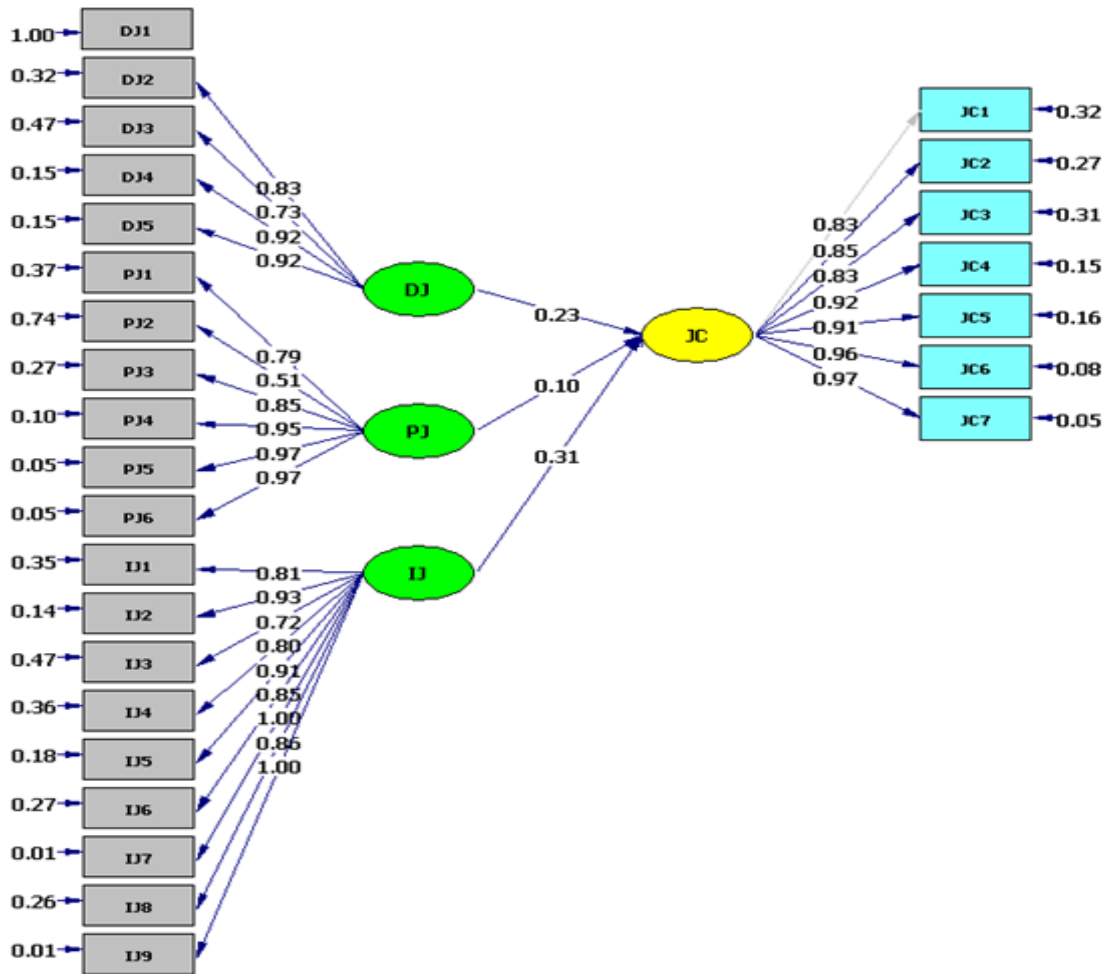 1.00 DJ1
0.32 DJ2
0.47 DJ3
0.15 DJ4
0.15 DJ5
0.37 PJ1
0.74 PJ2
0.27 PJ3
0.10 PJ4
0.05 PJ5
0.05 PJ6
0.35 IJ1
0.14 IJ2
0.47 IJ3
0.36 IJ4
0.18 IJ5
0.27 IJ6
0.01 IJ7
0.26 IJ8
0.01 IJ9
0.83
0.73
0.92
0.92
0.79
0.51
0.85
0.95
0.97
0.97
0.81
0.93
0.72
0.80
0.91
0.85
1.00
0.86
1.00
DJ
PJ
IJ
0.23
0.10
0.31
JC
0.83
0.85
0.83
0.92
0.91
0.96
0.97
JC1 0.32
JC2 0.27
JC3 0.31
JC4 0.15
JC5 0.16
JC6 0.08
JC7 0.05